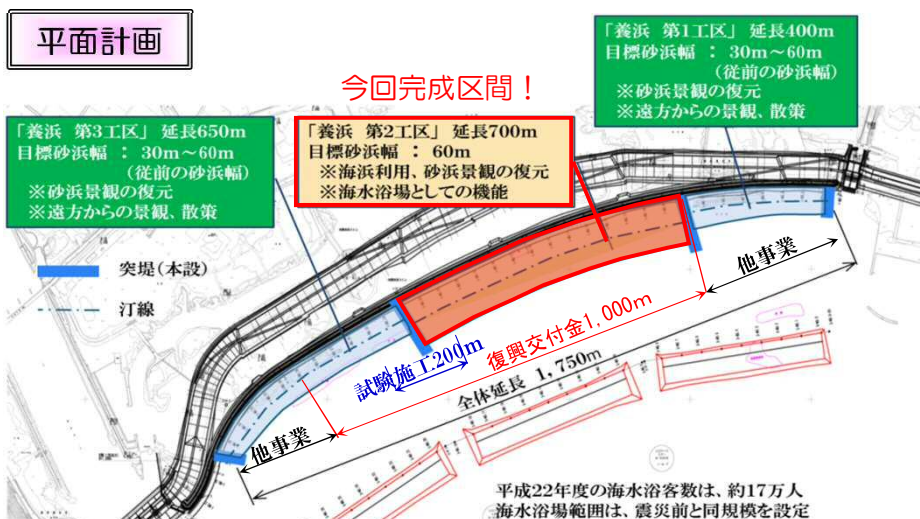 平面計画
今回完成区間！
「養浜 第1工区」 延長400m
目標砂浜幅 ： 30m～60m
(従前の砂浜幅)
※砂浜景観の復元
※遠方からの景観、散策
「養浜 第3工区」 延長650m
目標砂浜幅 ： 30m～60m
(従前の砂浜幅)
※砂浜景観の復元
※遠方からの景観、散策
「養浜 第2工区」 延長700m
目標砂浜幅 ： 60m
※海浜利用、砂浜景観の復元
※海水浴場としての機能
突堤(本設)
汀線
他事業
復興交付金1,000m
試験施工200m
全体延長 1,750m
他事業
平成22年度の海水浴客数は、約17万人
海水浴場範囲は、震災前と同規模を設定